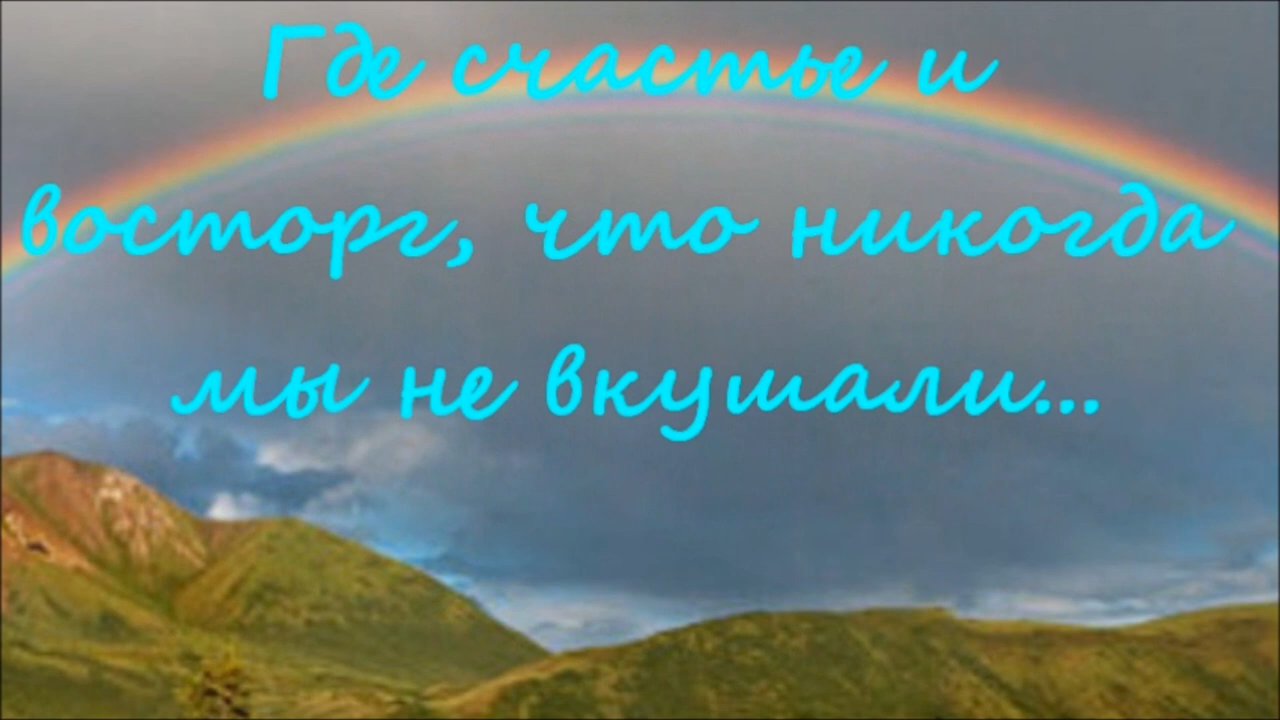 Где счастье и
восторг, что никогда
мы не вкушали...